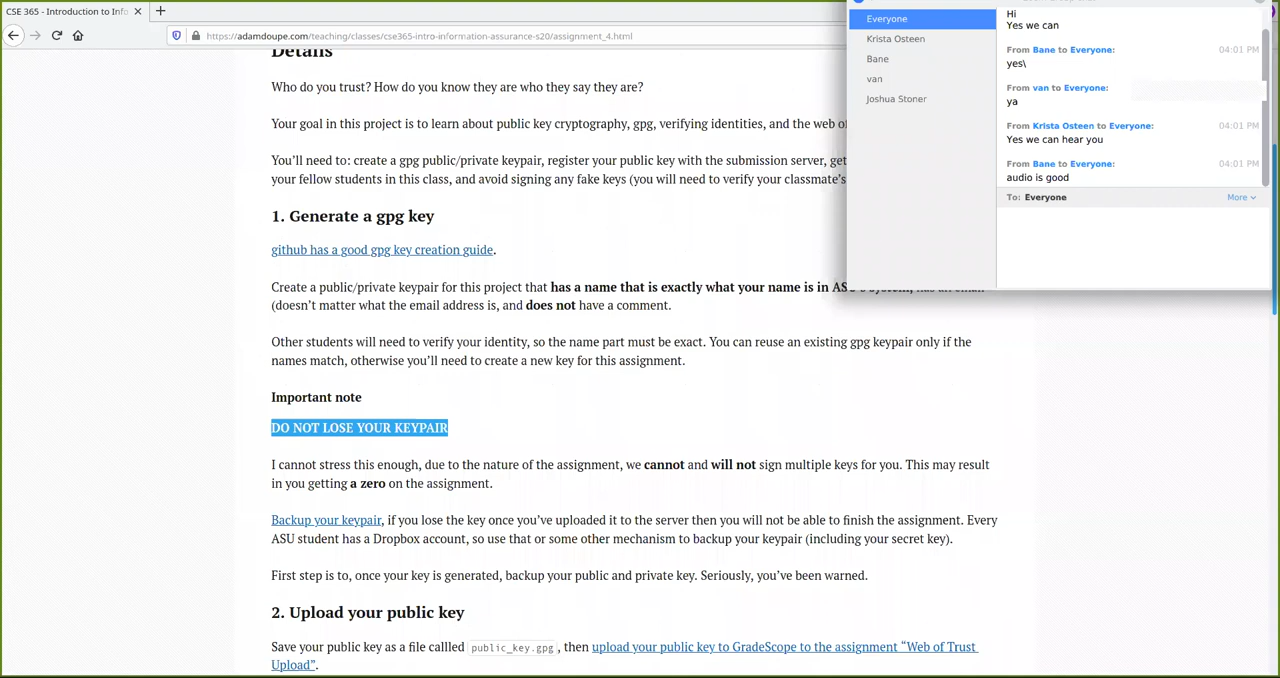 CSE 365 - Introduction to Info
https://adamdoupe.com/teaching/classes/cse365-intro-information-assurance-s20/assignment_4.html
Details
Who do you trust? How do you know they are who they say they are?
Your goal in this project is to learn about public key cryptography, gpg, verifying identities, and the web of
You’ll need to: create a gpg public/private keypair, register your public key with the submission server, get
your fellow students in this class, and avoid signing any fake keys (you will need to verify your classmate’s
1. Generate a gpg key
github has a good gpg key creation guide.
Create a public/private keypair for this project that has a name that is exactly what your name is in
(doesn’t matter what the email address is, and does not have a comment.
Other students will need to verify your identity, so the name part must be exact. You can reuse an existing gpg keypair only if the
names match, otherwise you’ll need to create a new key for this assignment.
Important note
DO NOT LOSE YOUR KEYPAIR
I cannot stress this enough, due to the nature of the assignment, we cannot and will not sign multiple keys for you. This may result
in you getting a zero on the assignment.
Backup your keypair, if you lose the key once you’ve uploaded it to the server then you will not be able to finish the assignment. Every
ASU student has a Dropbox account, so use that or some other mechanism to backup your keypair (including your secret key).
First step is to, once your key is generated, backup your public and private key. Seriously, you’ve been warned.
2. Upload your public key
Save your public key as a file callled public_key.gpg, then upload your public key to GradeScope to the assignment “Web of Trust
Upload”.
Everyone
Krista Osteen
Bane
van
Joshua Stoner
Hi
Yes we can
From Bane to Everyone: 04:01 PM
yes\
From van to Everyone:
ya
From Krista Osteen to Everyone: 04:01 PM
Yes we can hear you
From Bane to Everyone: 04:01 PM
audio is good
To: Everyone More